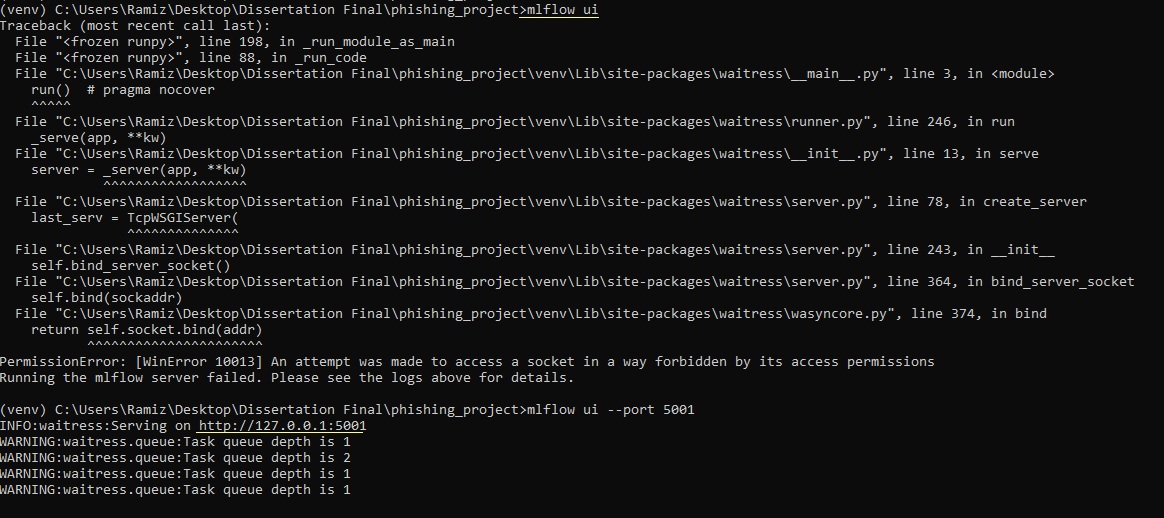 (venv) C:\Users\Ramiz\Desktop\Dissertation Final\phishing_project>mlflow ui
Traceback (most recent call last):
  File "<frozen runpy>", line 198, in _run_module_as_main
  File "<frozen runpy>", line 88, in _run_code
  File "C:\Users\Ramiz\Desktop\Dissertation Final\phishing_project\venv\Lib\site-packages\waitress\__main__.py", line 3, in <module>
    run()  # pragma nocover
    ^^^^^
  File "C:\Users\Ramiz\Desktop\Dissertation Final\phishing_project\venv\Lib\site-packages\waitress\runner.py", line 246, in run
    _serve(app, **kw)
  File "C:\Users\Ramiz\Desktop\Dissertation Final\phishing_project\venv\Lib\site-packages\waitress\__init__.py", line 13, in serve
    server = _server(app, **kw)
             ^^^^^^^^^^^^^^^^^^
  File "C:\Users\Ramiz\Desktop\Dissertation Final\phishing_project\venv\Lib\site-packages\waitress\server.py", line 78, in create_server
    last_serv = TcpWSGIServer(
                ^^^^^^^^^^^^^^
  File "C:\Users\Ramiz\Desktop\Dissertation Final\phishing_project\venv\Lib\site-packages\waitress\server.py", line 243, in __init__
    self.bind_server_socket()
  File "C:\Users\Ramiz\Desktop\Dissertation Final\phishing_project\venv\Lib\site-packages\waitress\server.py", line 364, in bind_server_socket
    self.bind(sockaddr)
  File "C:\Users\Ramiz\Desktop\Dissertation Final\phishing_project\venv\Lib\site-packages\waitress\wasyncore.py", line 374, in bind
    return self.socket.bind(addr)
           ^^^^^^^^^^^^^^^^^^^^^^
PermissionError: [WinError 10013] An attempt was made to access a socket in a way forbidden by its access permissions
Running the mlflow server failed. Please see the logs above for details.
(venv) C:\Users\Ramiz\Desktop\Dissertation Final\phishing_project>mlflow ui --port 5001
INFO:waitress:Serving on http://127.0.0.1:5001
WARNING:waitress.queue:Task queue depth is 1
WARNING:waitress.queue:Task queue depth is 2
WARNING:waitress.queue:Task queue depth is 1
WARNING:waitress.queue:Task queue depth is 1